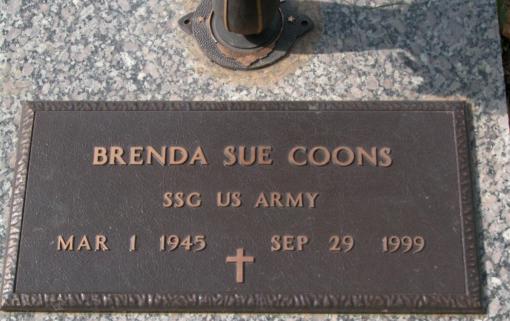 BRENDA SUE COONS
SSG US ARMY
MAR 1 1945 SEP 29 1999